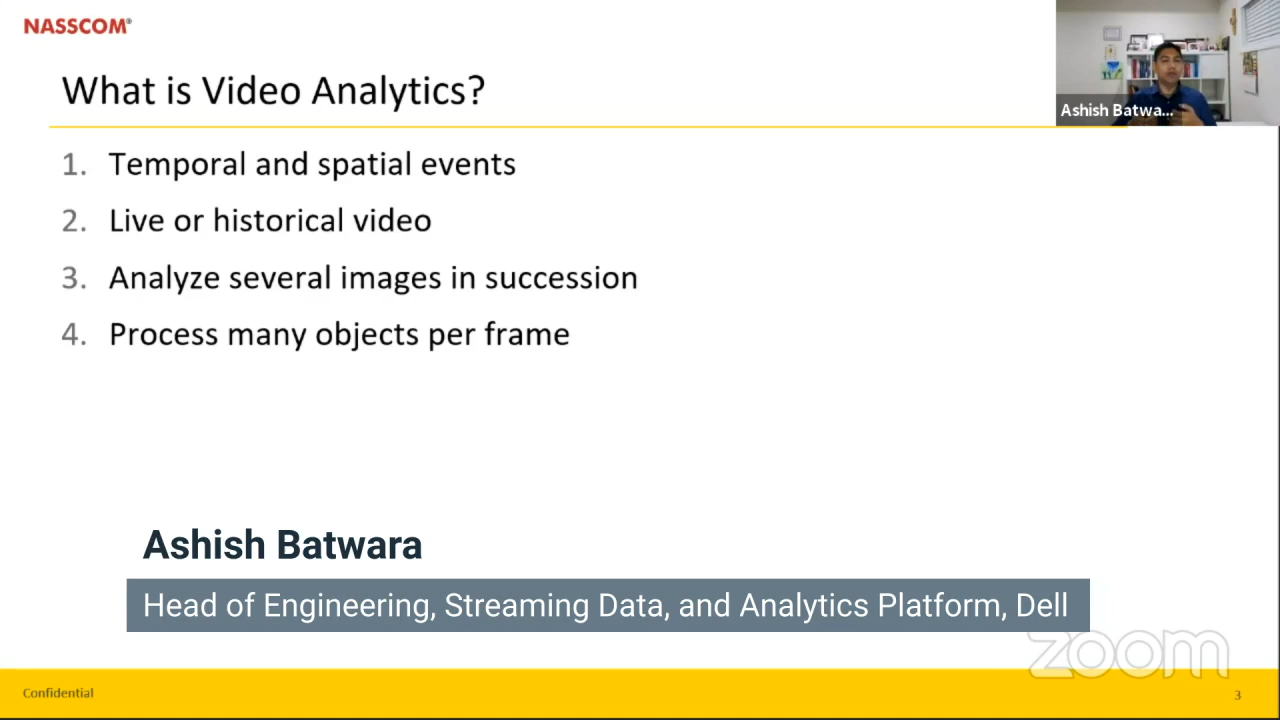 NASSCOM®
What is Video Analytics?
Ashish Batwa...
1. Temporal and spatial events
2. Live or historical video
3. Analyze several images in succession
4. Process many objects per frame
Ashish Batwara
Head of Engineering, Streaming Data, and Analytics Platform, Dell
zoom
Confidential
3